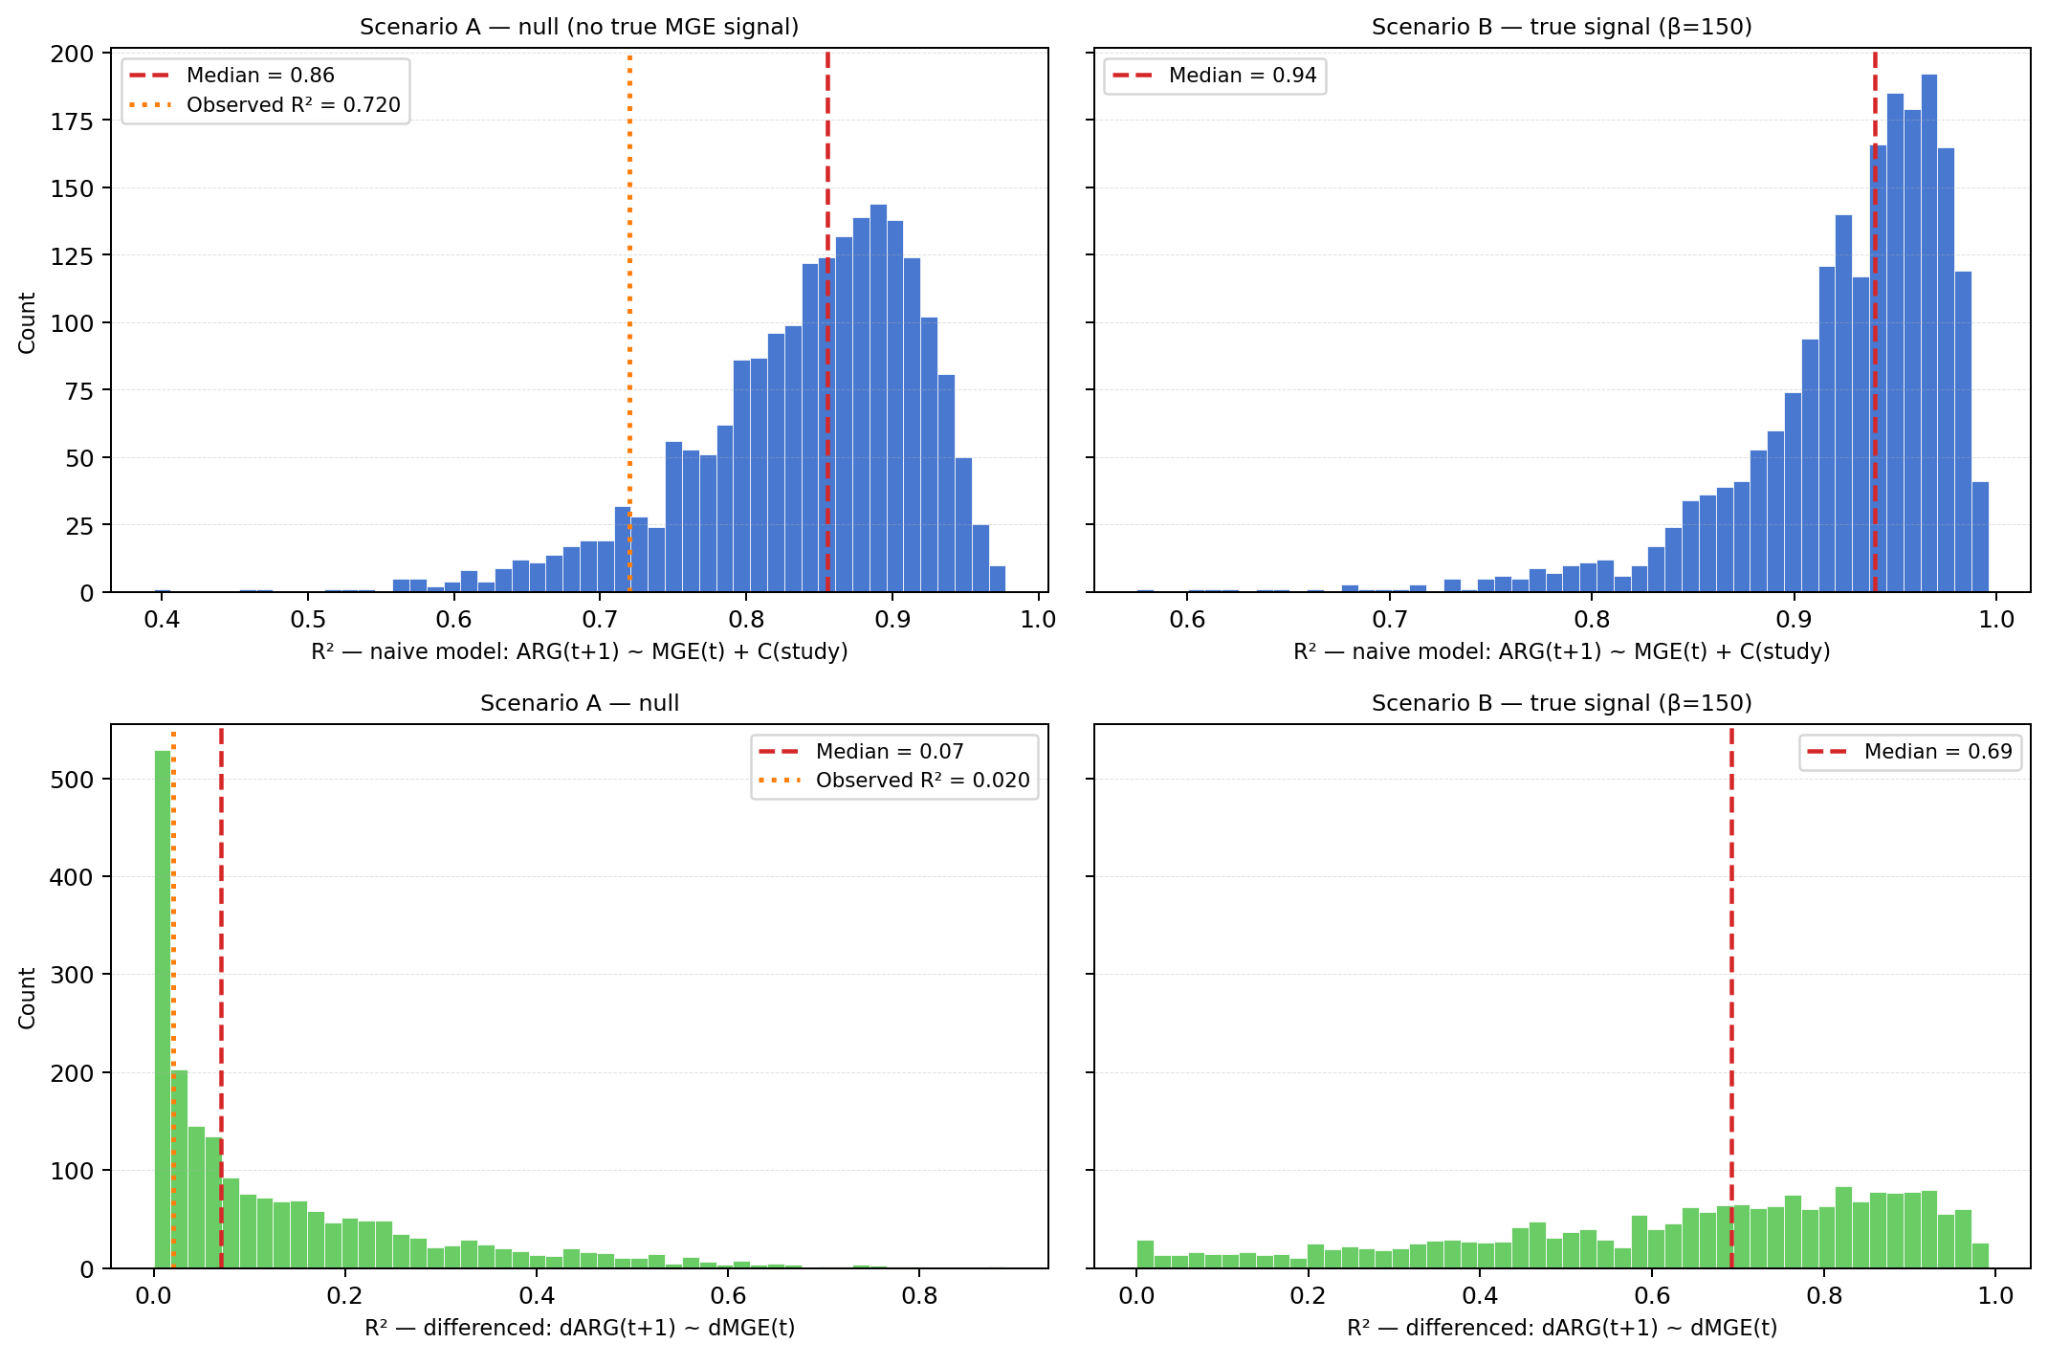 Scenario A — null (no true MGE signal)
Median = 0.86
Observed R² = 0.720
200
175
150
125
100
75
50
25
0
Count
0.4 0.5 0.6 0.7 0.8 0.9 1.0
R² — naive model: ARG(t+1) ~ MGE(t) + C(study)
Scenario B — true signal (β=150)
Median = 0.94
0.6 0.7 0.8 0.9 1.0
R² — naive model: ARG(t+1) ~ MGE(t) + C(study)
Scenario A — null
Median = 0.07
Observed R² = 0.020
500
400
300
200
100
0
Count
0.0 0.2 0.4 0.6 0.8
R² — differenced: dARG(t+1) ~ dMGE(t)
Scenario B — true signal (β=150)
Median = 0.69
0.0 0.2 0.4 0.6 0.8 1.0
R² — differenced: dARG(t+1) ~ dMGE(t)